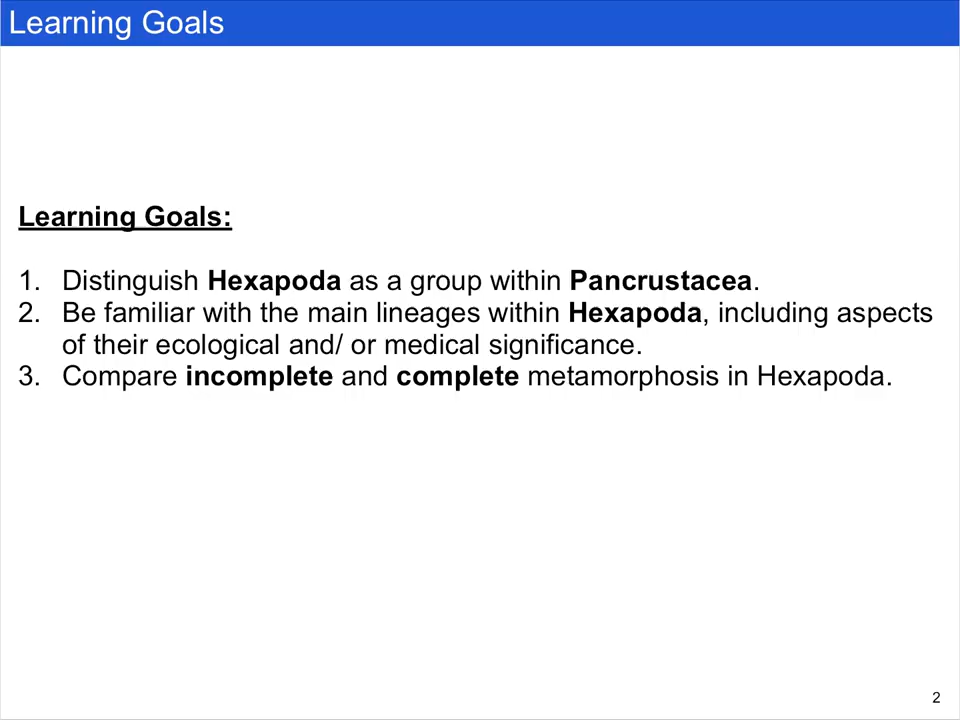 Learning Goals
Learning Goals:
1. Distinguish Hexapoda as a group within Pancrustacea.
2. Be familiar with the main lineages within Hexapoda, including aspects
of their ecological and/ or medical significance.
3. Compare incomplete and complete metamorphosis in Hexapoda.
2